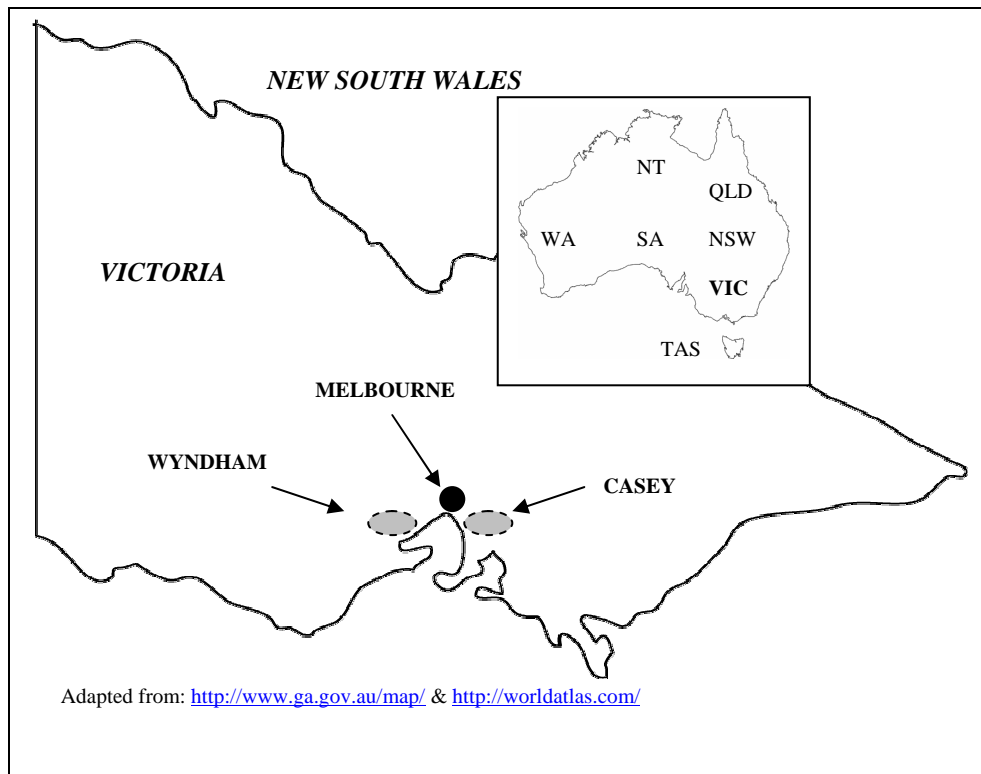 NEW SOUTH WALES
NT
QLD
WA
SA
NSW
VICTORIA
VIC
TAS
MELBOURNE
WYNDHAM
CASEY
Adapted from: http://www.ga.gov.au/map/ & http://worldatlas.com/